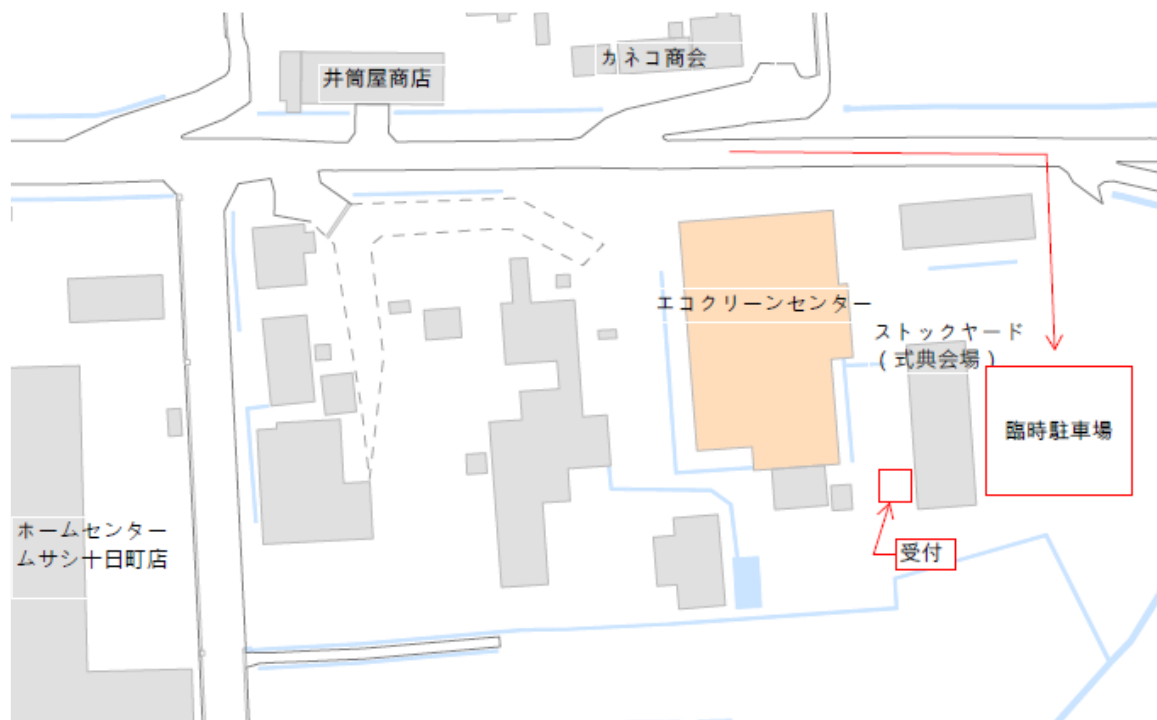 カネコ商会
井筒屋商店
エコクリーンセンター
ストックヤード
(式典会場)
臨時駐車場
ホームセンター
ムサシ十日町店
受付